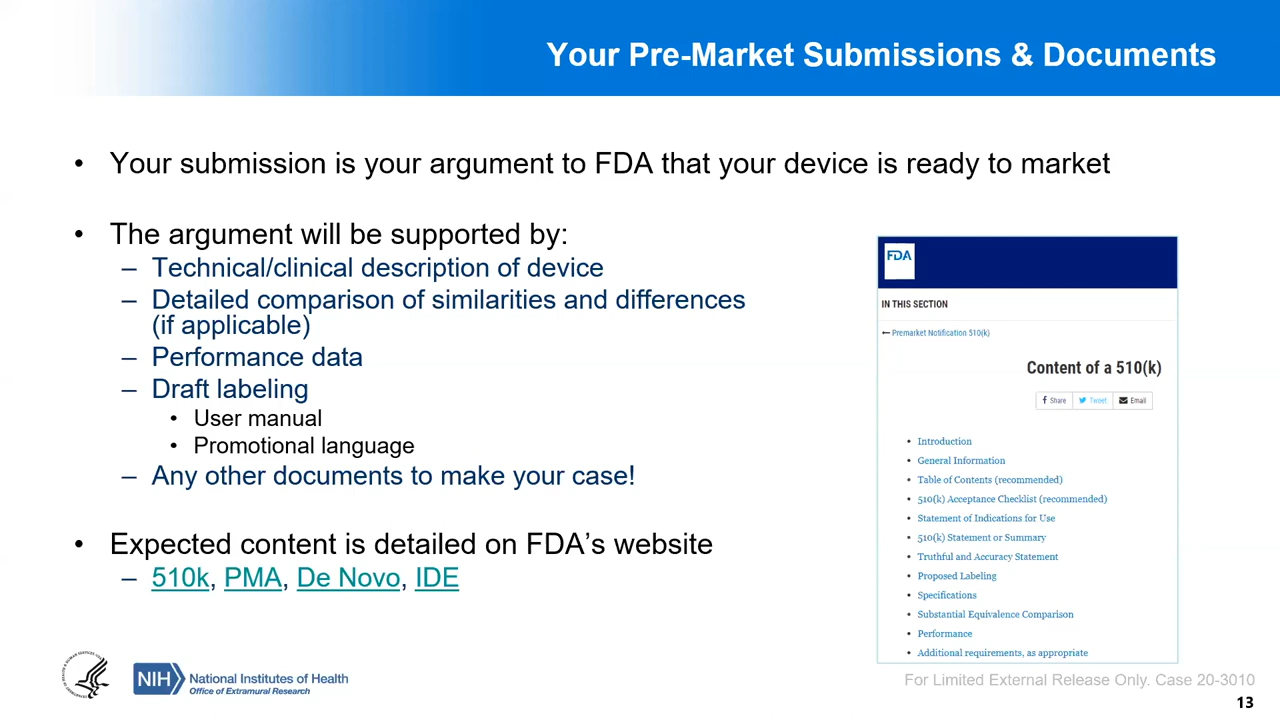 Your Pre-Market Submissions & Documents
• Your submission is your argument to FDA that your device is ready to market
• The argument will be supported by:
– Technical/clinical description of device
– Detailed comparison of similarities and differences
(if applicable)
– Performance data
– Draft labeling
• User manual
• Promotional language
– Any other documents to make your case!
• Expected content is detailed on FDA’s website
– 510k, PMA, De Novo, IDE
FDA
IN THIS SECTION
← Premarket Notification 510(k)
Content of a 510(k)
Share Tweet Email
• Introduction
• General Information
• Table of Contents (recommended)
• 510(k) Acceptance Checklist (recommended)
• Statement of Indications for Use
• 510(k) Statement or Summary
• Truthful and Accuracy Statement
• Proposed Labeling
• Specifications
• Substantial Equivalence Comparison
• Performance
• Additional requirements, as appropriate
NIH National Institutes of Health
Office of Extramural Research
For Limited External Release Only. Case 20-3010
13